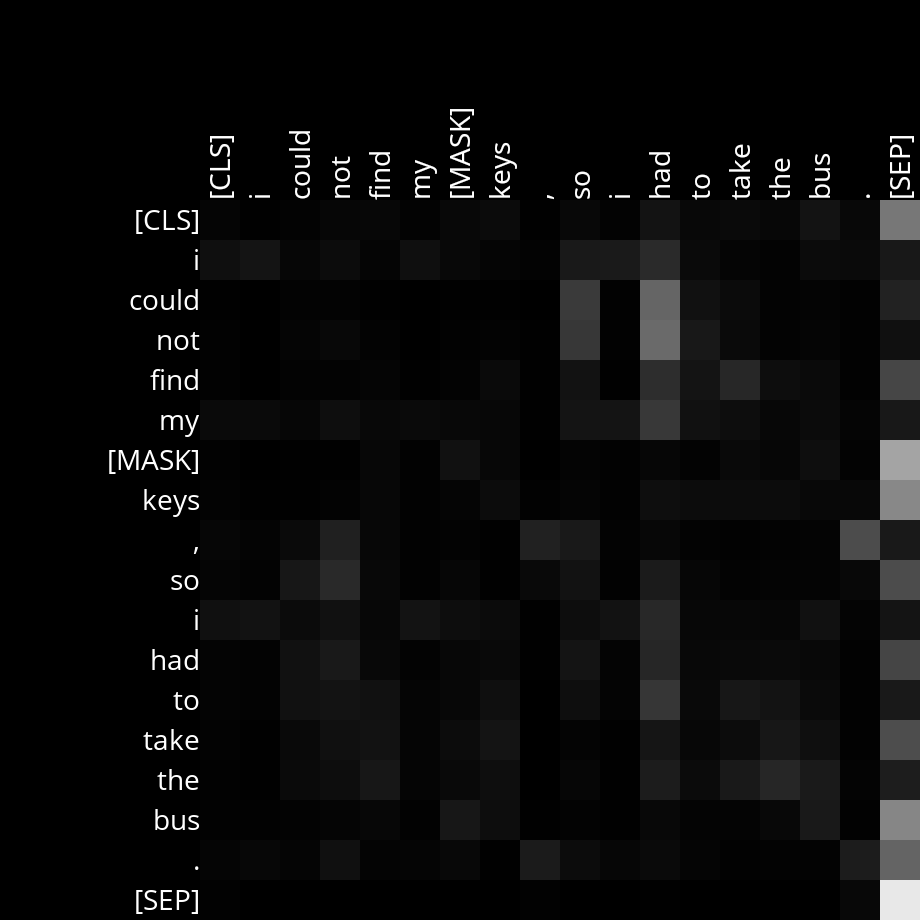 [CLS] i could not find my [MASK] keys , so i had to take the bus . [SEP]
[CLS]
i
could
not
find
my
[MASK]
keys
,
so
i
had
to
take
the
bus
.
[SEP]